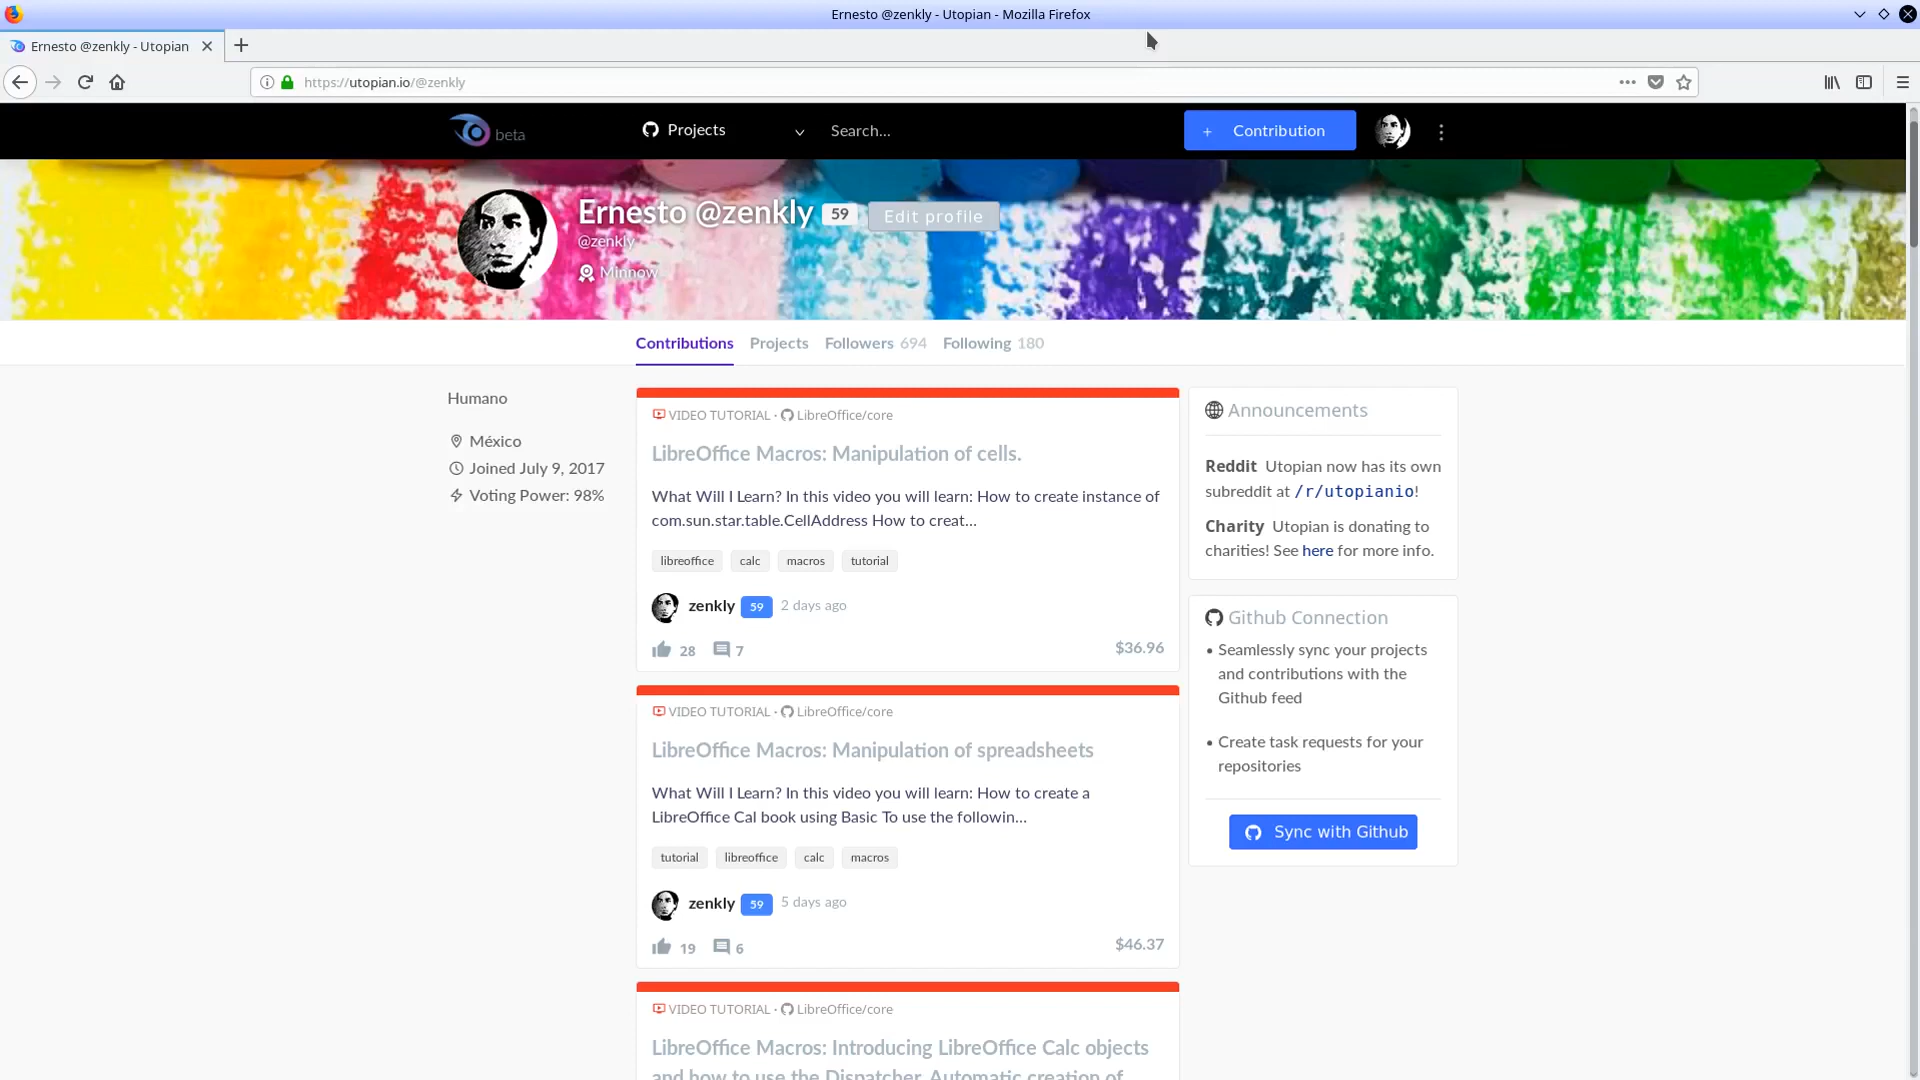 Ernesto @zenkly - Utopian - Mozilla Firefox
Ernesto @zenkly - Utopian
https://utopian.io/@zenkly
beta
Projects
Search...
+ Contribution
Ernesto @zenkly 59 Edit profile
@zenkly
Minnow
Contributions Projects Followers 694 Following 180
Humano
México
Joined July 9, 2017
Voting Power: 98%
VIDEO TUTORIAL · LibreOffice/core
LibreOffice Macros: Manipulation of cells.
What Will I Learn? In this video you will learn: How to create instance of
com.sun.star.table.CellAddress How to creat...
libreoffice calc macros tutorial
zenkly 59 2 days ago
28 7 $36.96
VIDEO TUTORIAL · LibreOffice/core
LibreOffice Macros: Manipulation of spreadsheets
What Will I Learn? In this video you will learn: How to create a
LibreOffice Cal book using Basic To use the followin...
tutorial libreoffice calc macros
zenkly 59 5 days ago
19 6 $46.37
VIDEO TUTORIAL · LibreOffice/core
LibreOffice Macros: Introducing LibreOffice Calc objects
and how to use the Dispatcher. Automatic creation of
Announcements
Reddit Utopian now has its own
subreddit at /r/utopianio!
Charity Utopian is donating to
charities! See here for more info.
Github Connection
• Seamlessly sync your projects
and contributions with the
Github feed
• Create task requests for your
repositories
Sync with Github